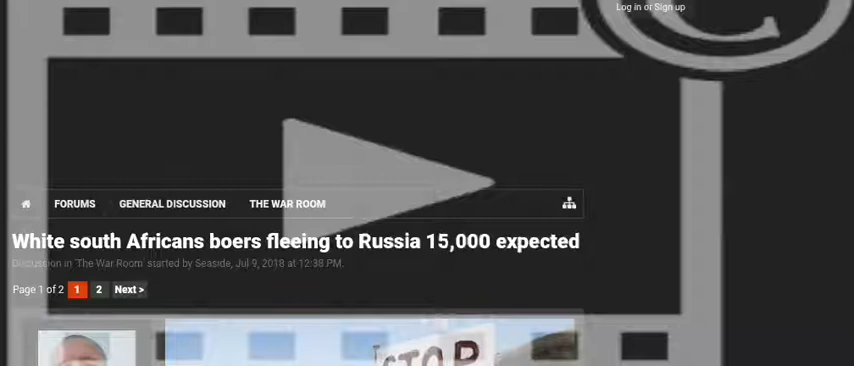 Log in or Sign up
FORUMS GENERAL DISCUSSION THE WAR ROOM
White south Africans boers fleeing to Russia 15,000 expected
Discussion in 'The War Room' started by Seaside, Jul 9, 2018 at 12:38 PM.
Page 1 of 2 1 2 Next >
STOP